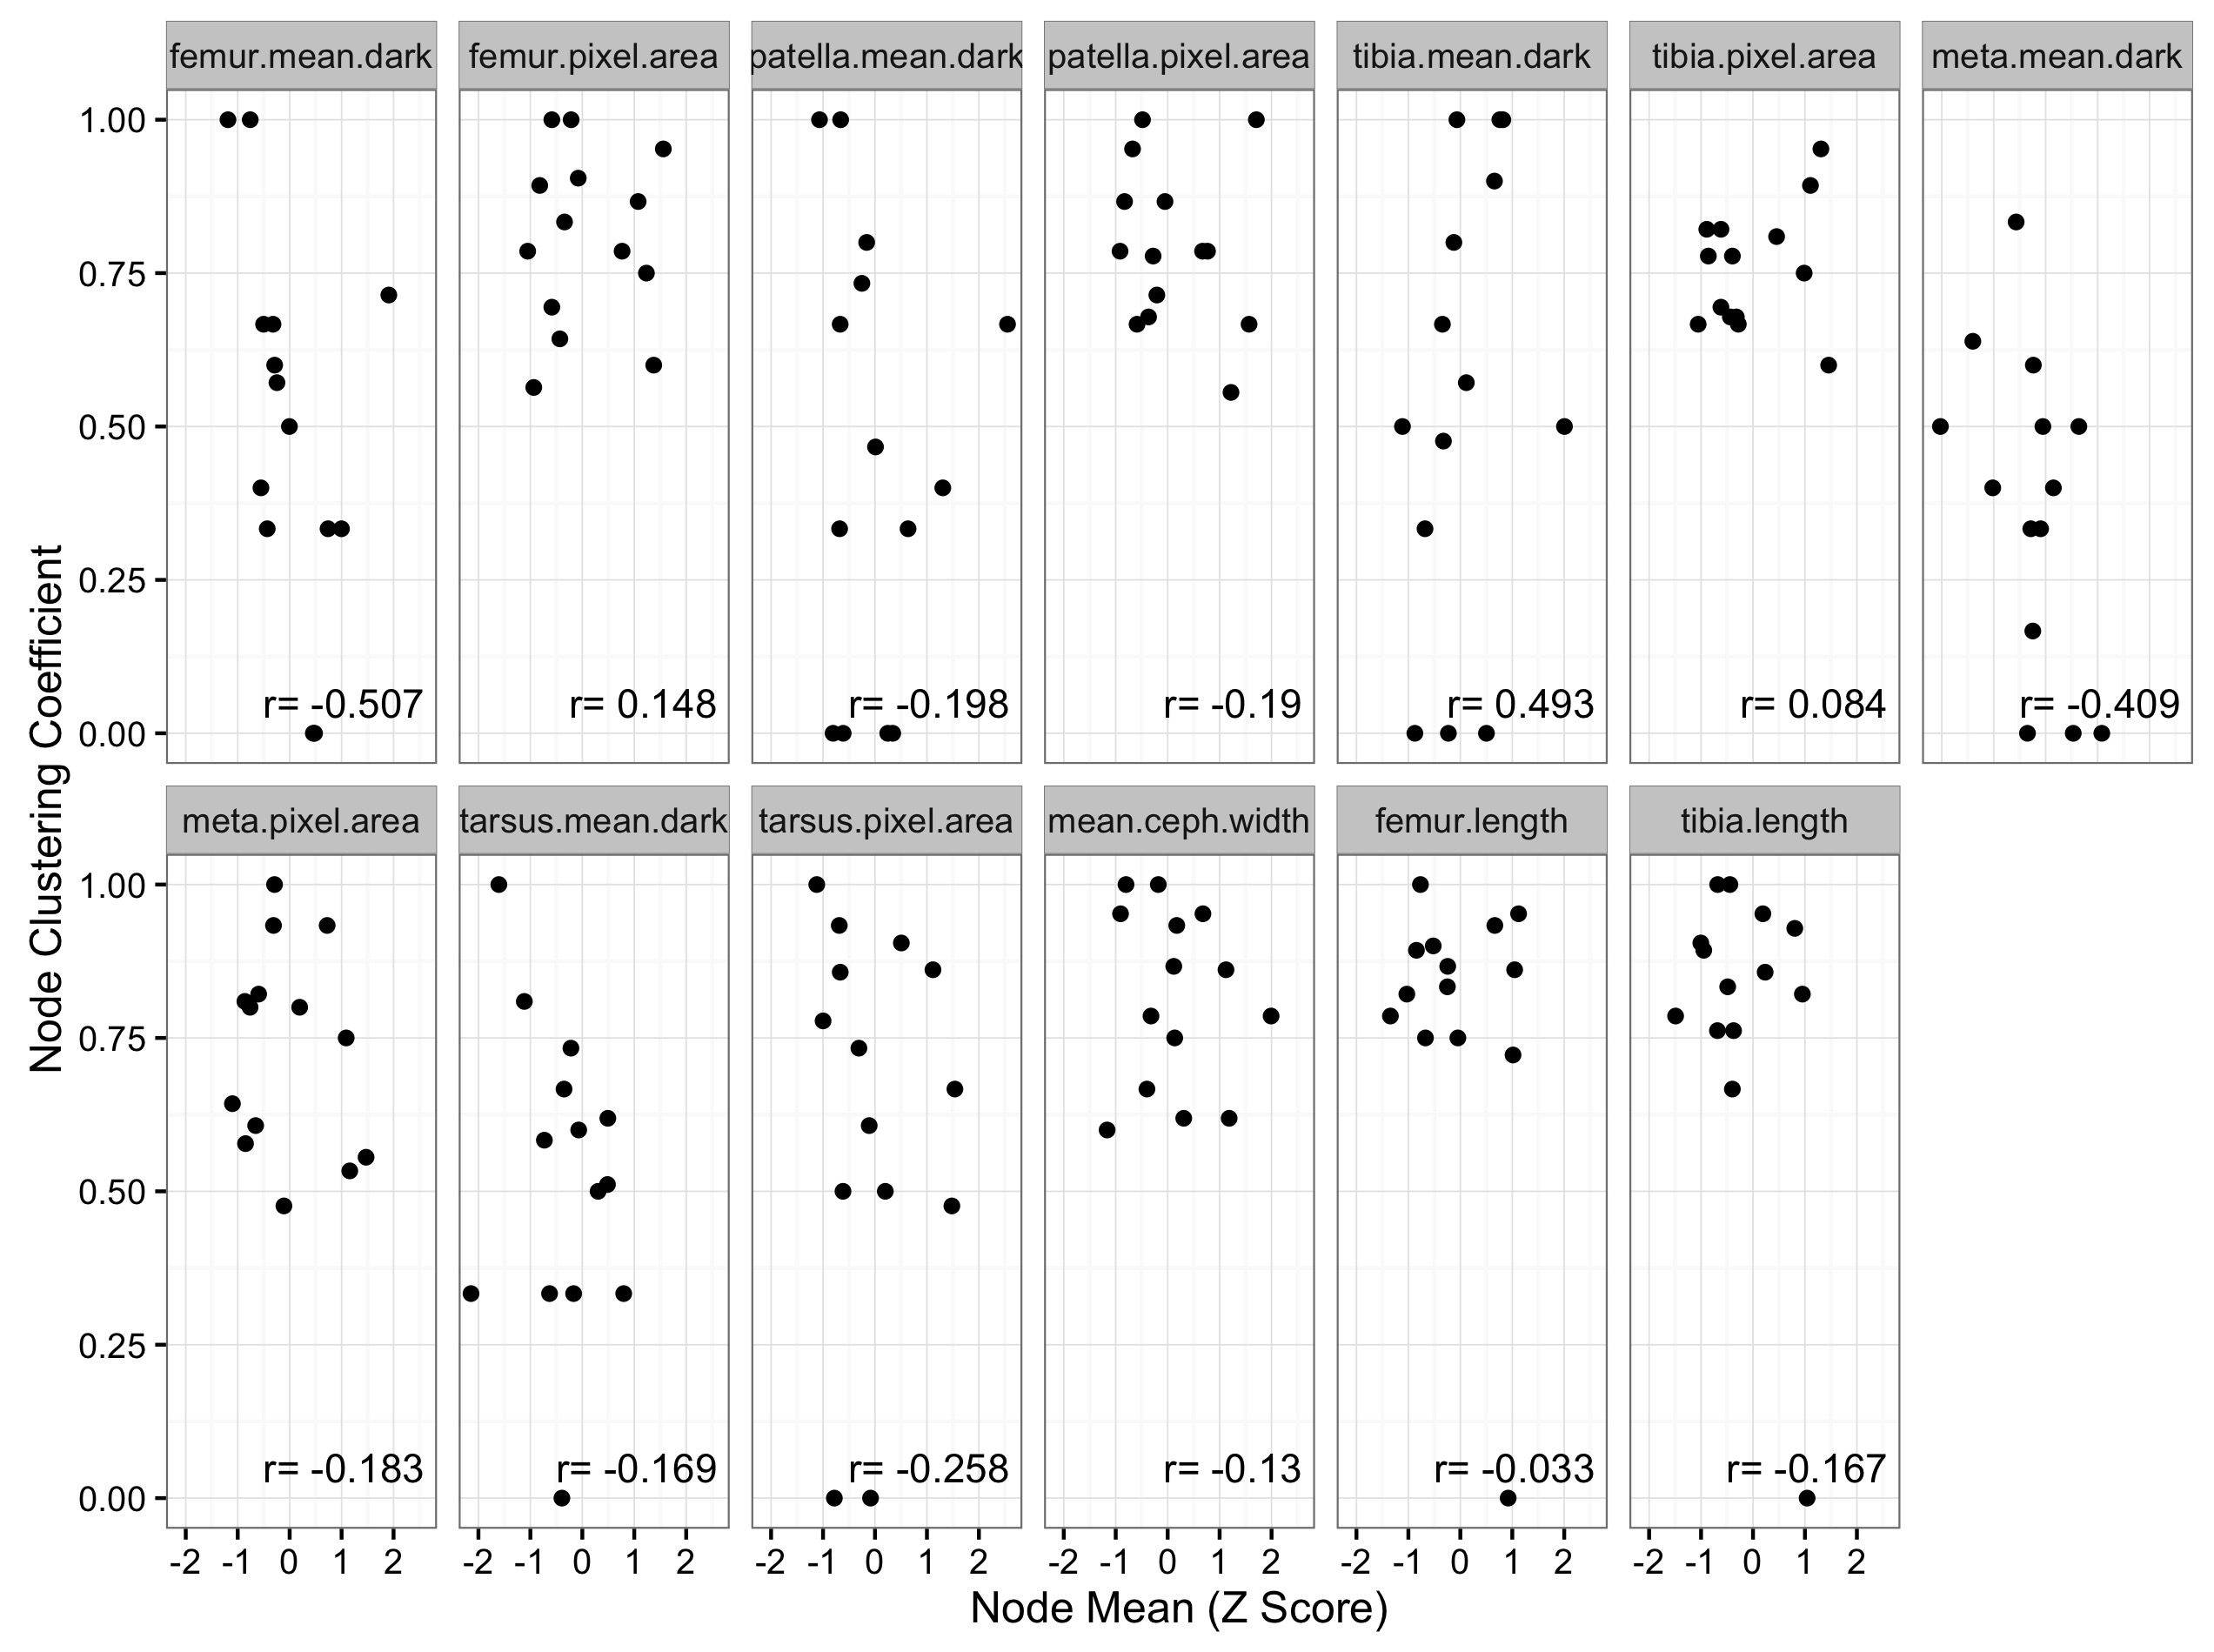 femur.mean.dark femur.pixel.area patella.mean.dark patella.pixel.area tibia.mean.dark tibia.pixel.area meta.mean.dark
1.00
0.75
0.50
0.25
0.00
r= -0.507 r= 0.148 r= -0.198 r= -0.19 r= 0.493 r= 0.084 r= -0.409
meta.pixel.area tarsus.mean.dark tarsus.pixel.area mean.ceph.width femur.length tibia.length
1.00
0.75
0.50
0.25
0.00
r= -0.183 r= -0.169 r= -0.258 r= -0.13 r= -0.033 r= -0.167
-2 -1 0 1 2 -2 -1 0 1 2 -2 -1 0 1 2 -2 -1 0 1 2 -2 -1 0 1 2 -2 -1 0 1 2
Node Mean (Z Score)
Node Clustering Coefficient